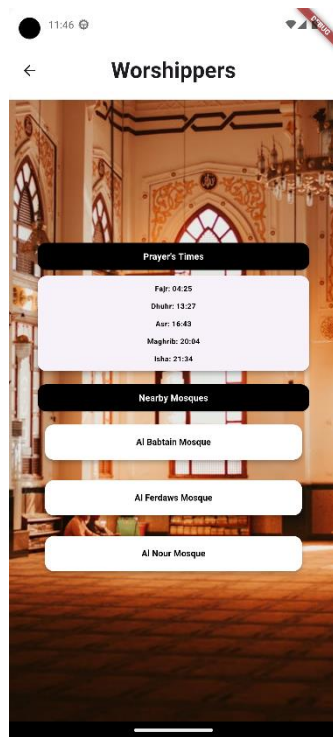 11:46
DEBUG
Worshippers
Prayer's Times
Fajr: 04:25
Dhuhr: 13:27
Asr: 16:43
Maghrib: 20:04
Isha: 21:34
Nearby Mosques
Al Babtain Mosque
Al Ferdaws Mosque
Al Nour Mosque